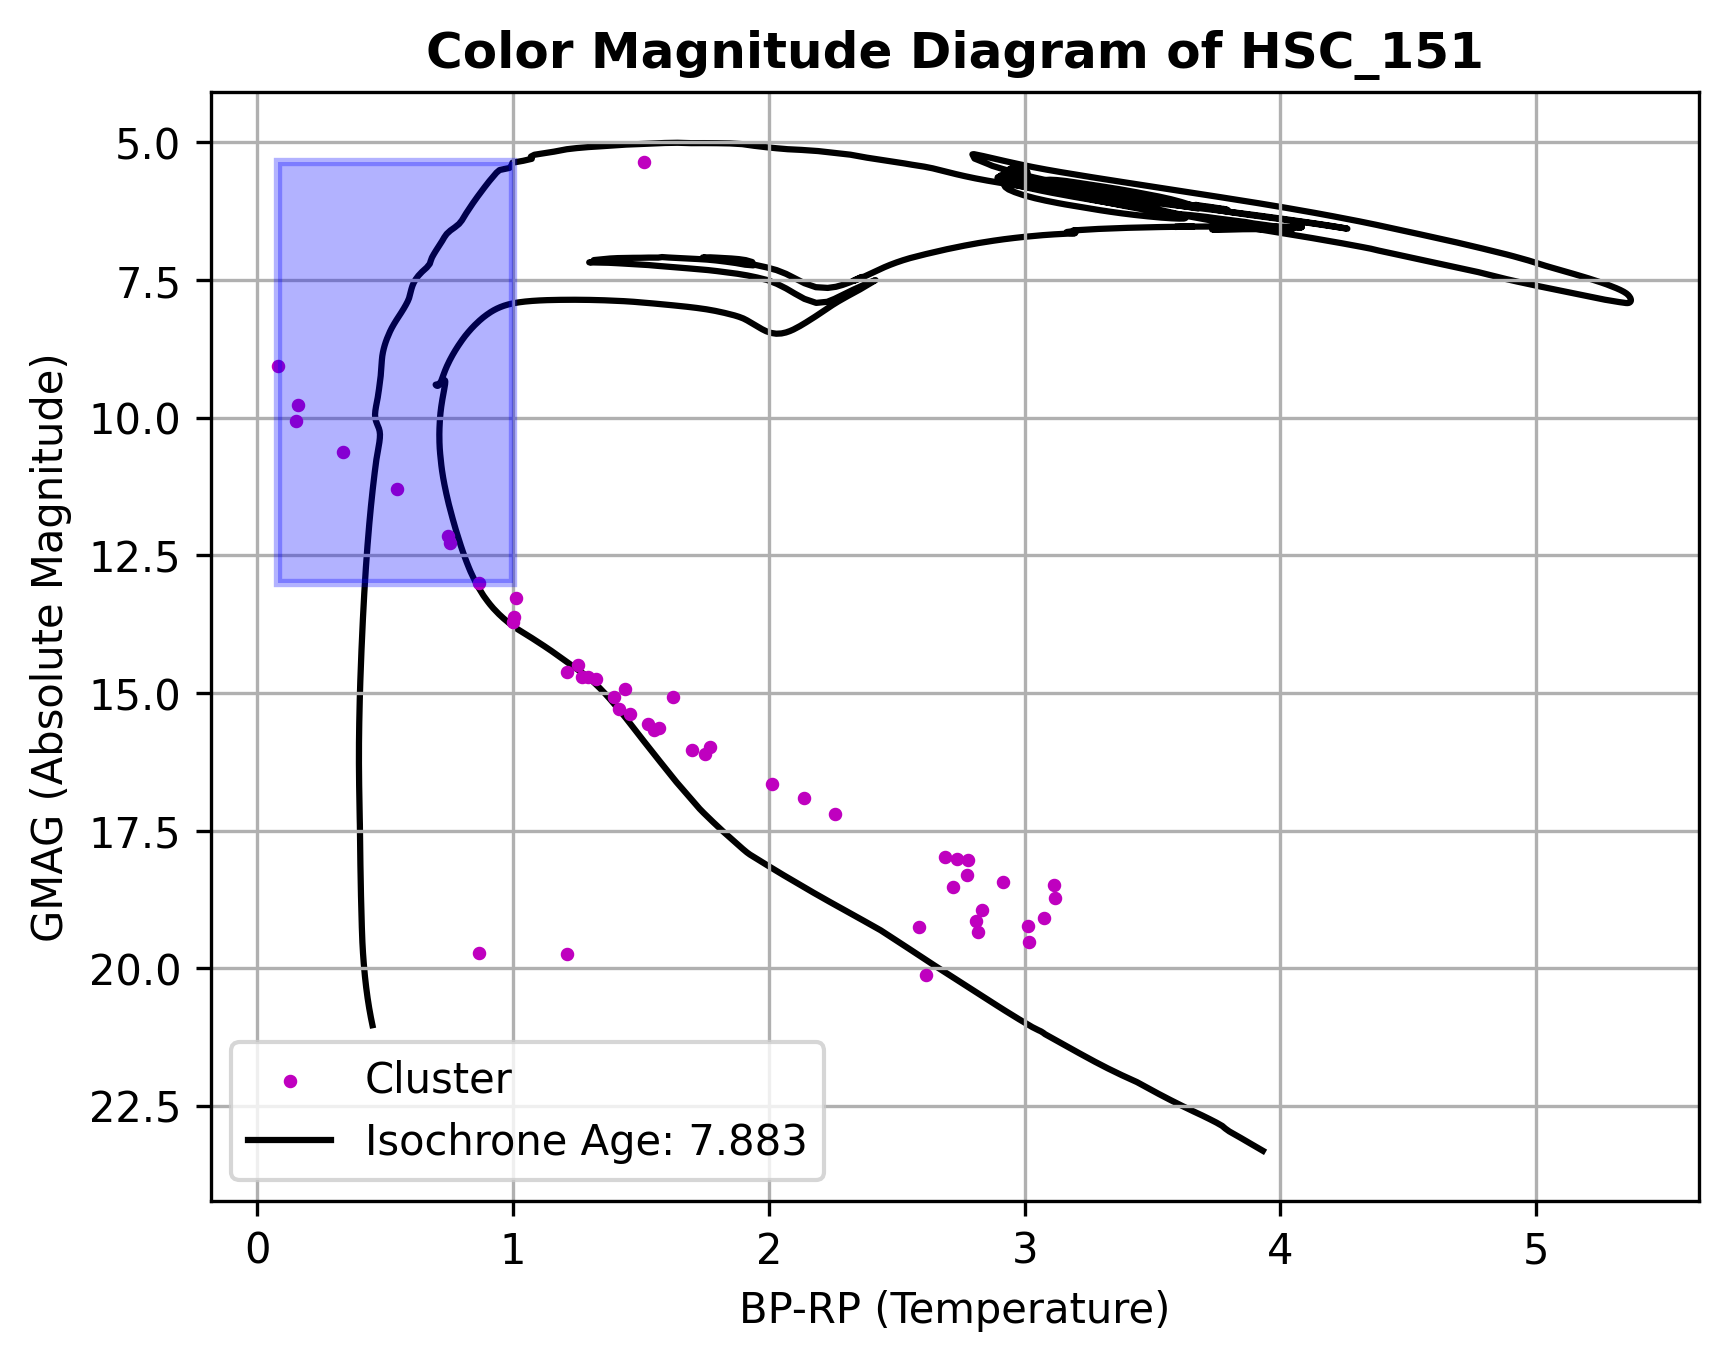 Color Magnitude Diagram of HSC_151
GMAG (Absolute Magnitude)
5.0
7.5
10.0
12.5
15.0
17.5
20.0
22.5
Cluster
Isochrone Age: 7.883
0 1 2 3 4 5
BP-RP (Temperature)